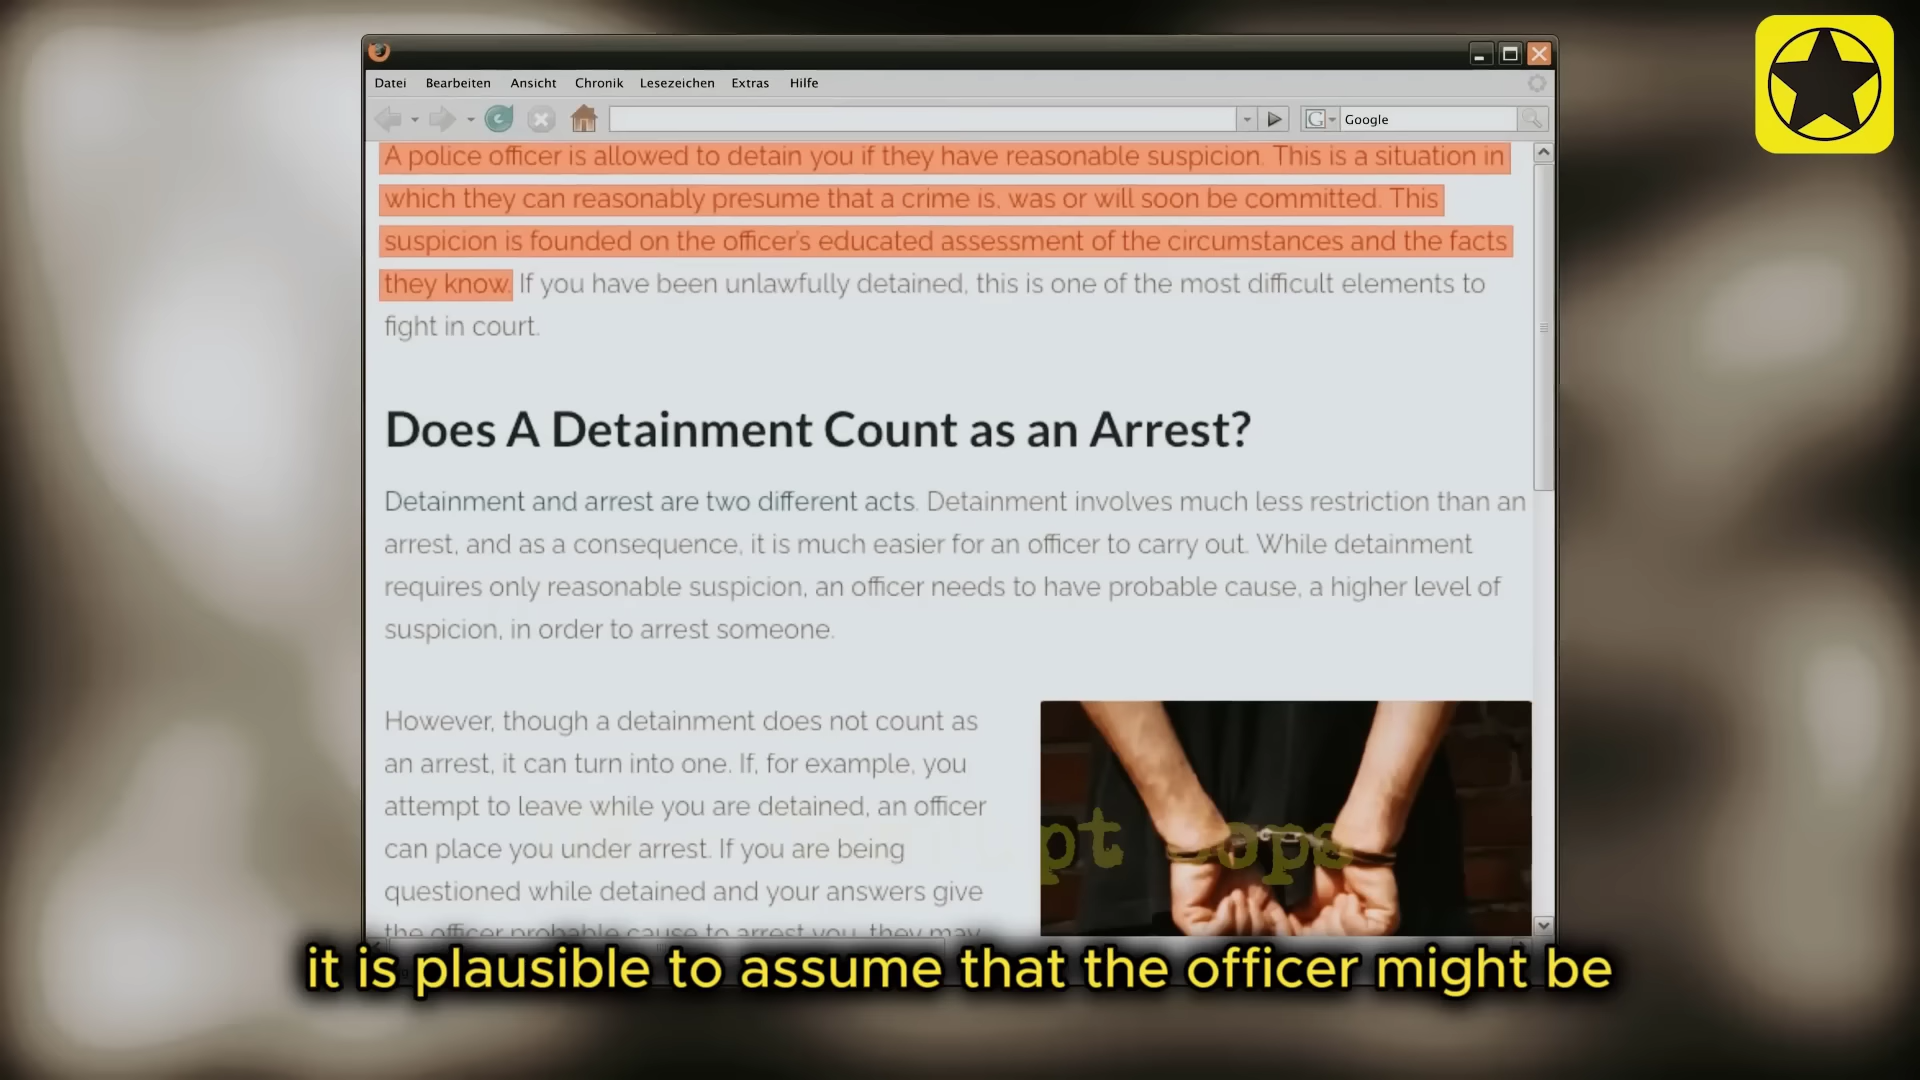 Datei Bearbeiten Ansicht Chronik Lesezeichen Extras Hilfe
G Google
A police officer is allowed to detain you if they have reasonable suspicion. This is a situation in
which they can reasonably presume that a crime is, was or will soon be committed. This
suspicion is founded on the officer's educated assessment of the circumstances and the facts
they know. If you have been unlawfully detained, this is one of the most difficult elements to
fight in court.
Does A Detainment Count as an Arrest?
Detainment and arrest are two different acts. Detainment involves much less restriction than an
arrest, and as a consequence, it is much easier for an officer to carry out. While detainment
requires only reasonable suspicion, an officer needs to have probable cause, a higher level of
suspicion, in order to arrest someone.
However, though a detainment does not count as
an arrest, it can turn into one. If, for example, you
attempt to leave while you are detained, an officer
can place you under arrest. If you are being
questioned while detained and your answers give
the officer probable cause to arrest you, they may
it is plausible to assume that the officer might be